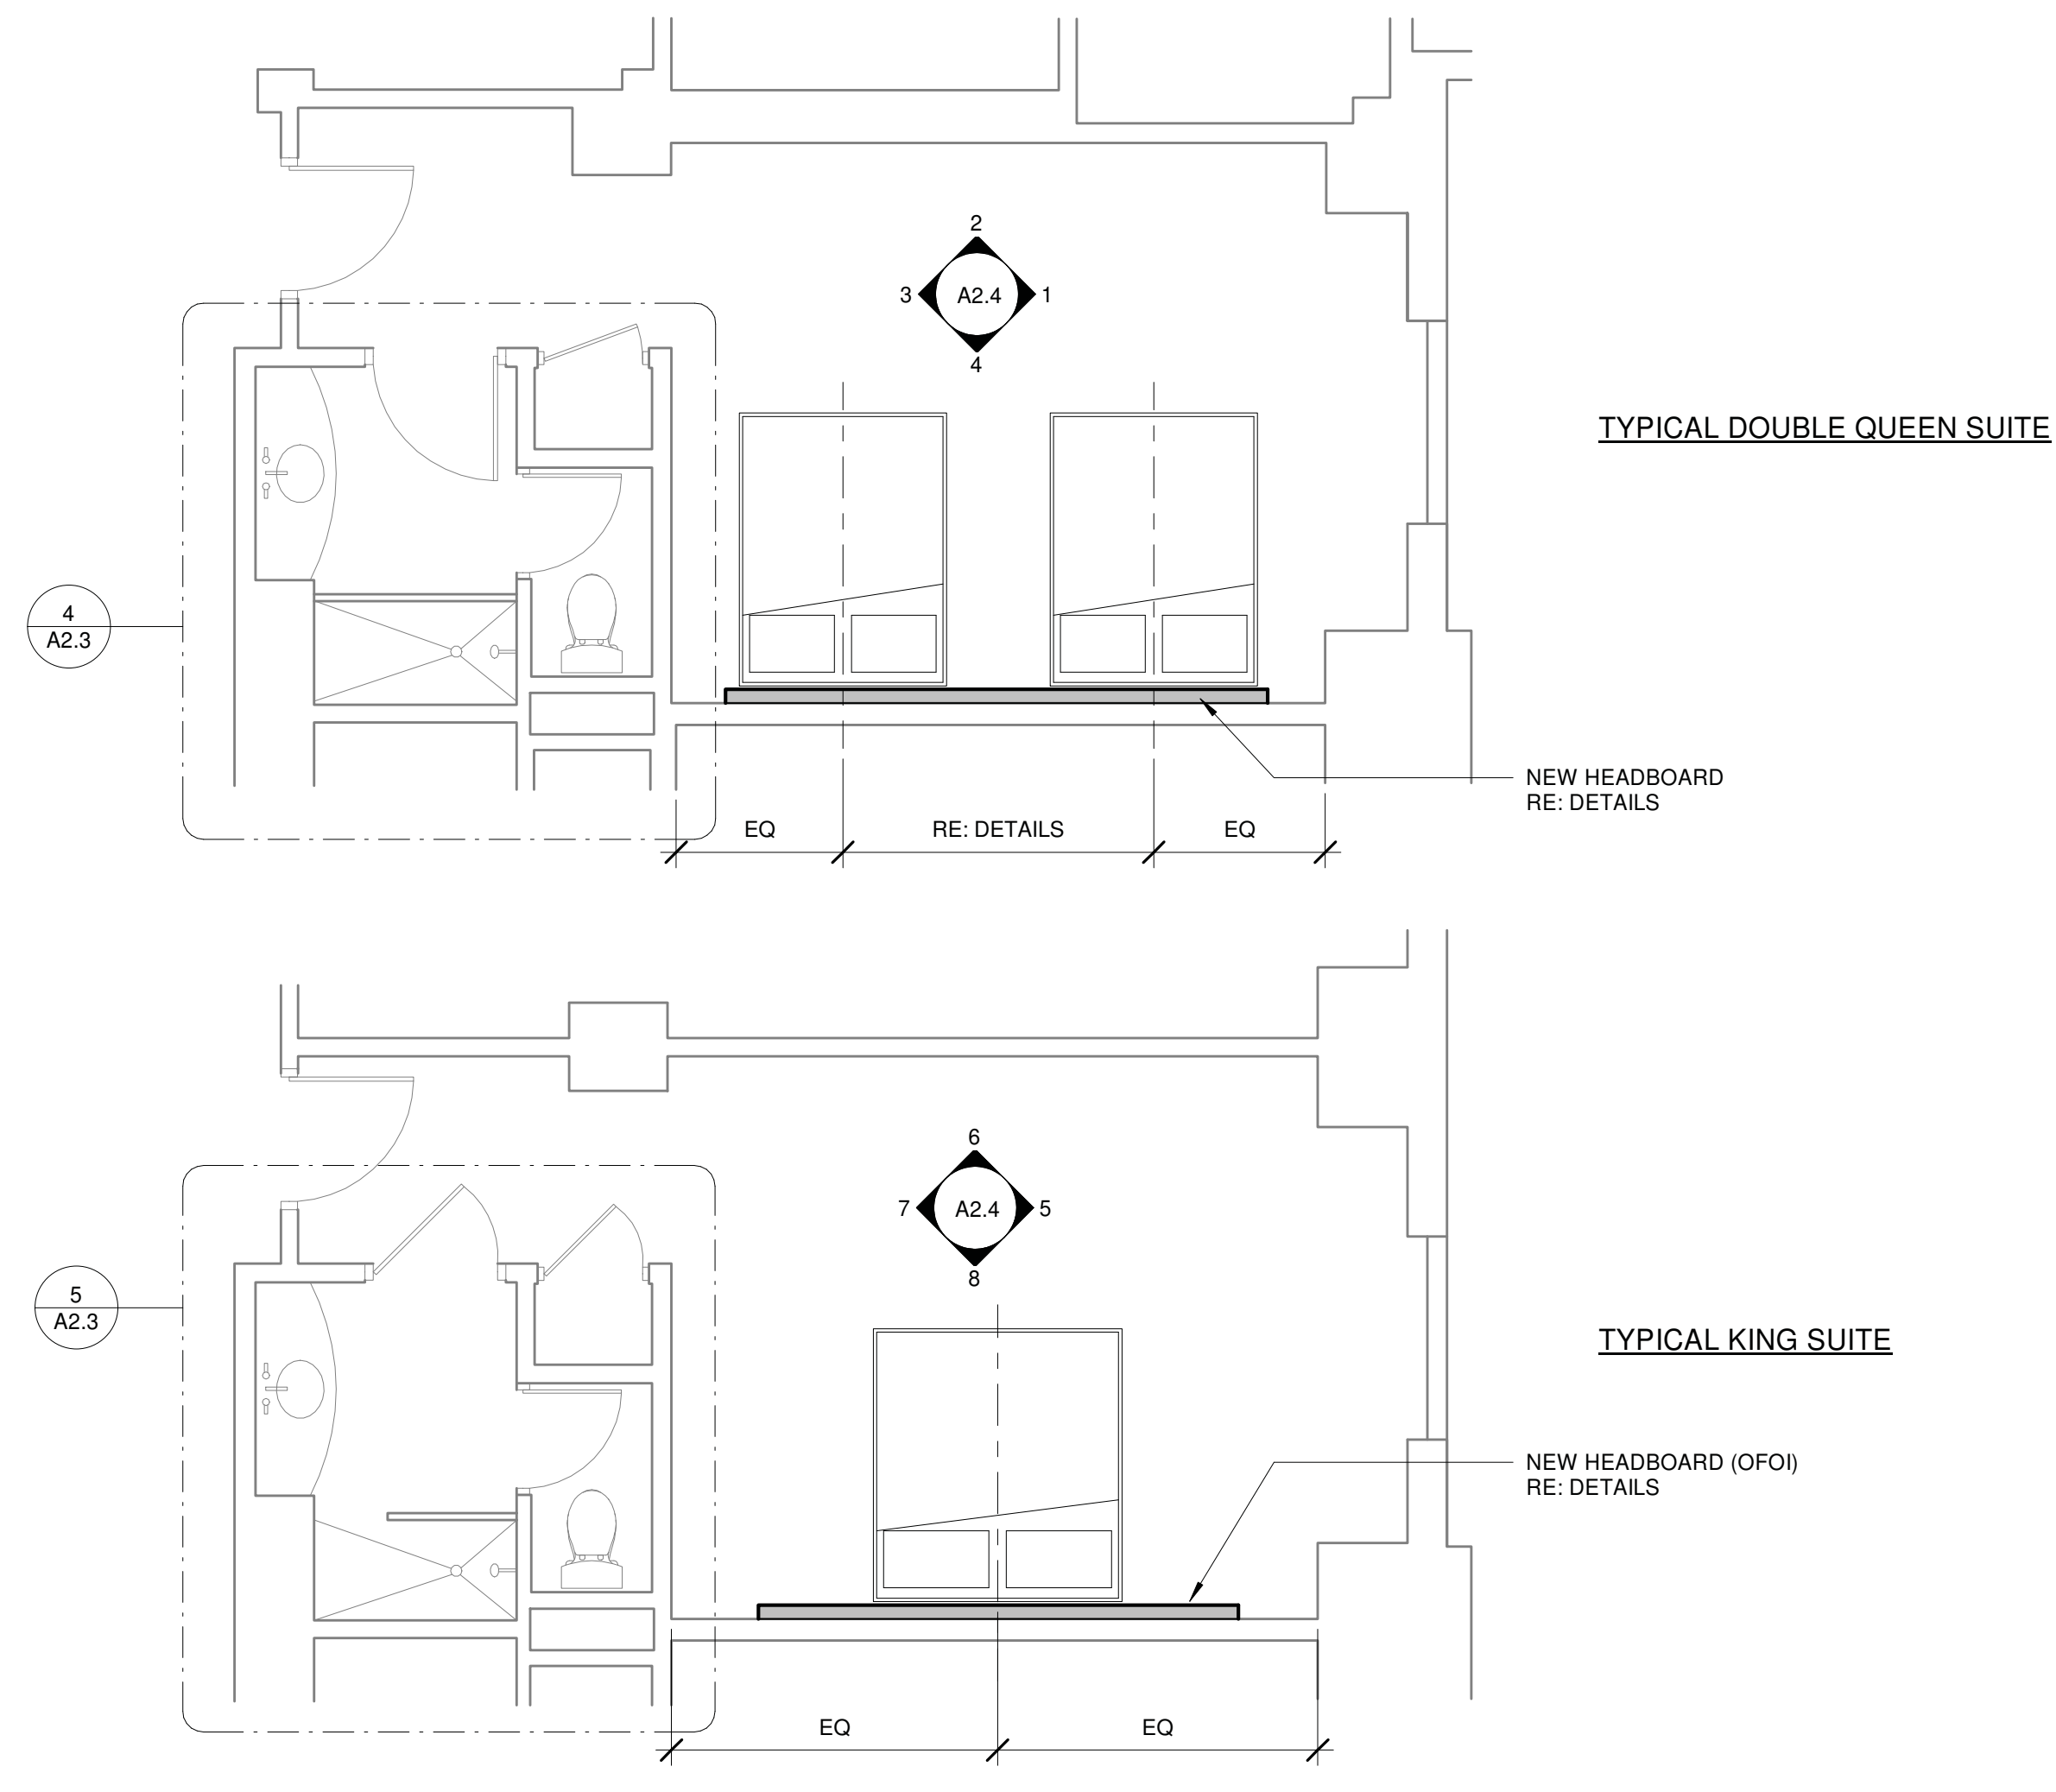 2
3
A2.4
1
4
TYPICAL DOUBLE QUEEN SUITE
4
A2.3
NEW HEADBOARD
RE: DETAILS
EQ
RE: DETAILS
EQ
6
7
A2.4
5
8
5
A2.3
TYPICAL KING SUITE
NEW HEADBOARD (OFOI)
RE: DETAILS
EQ
EQ